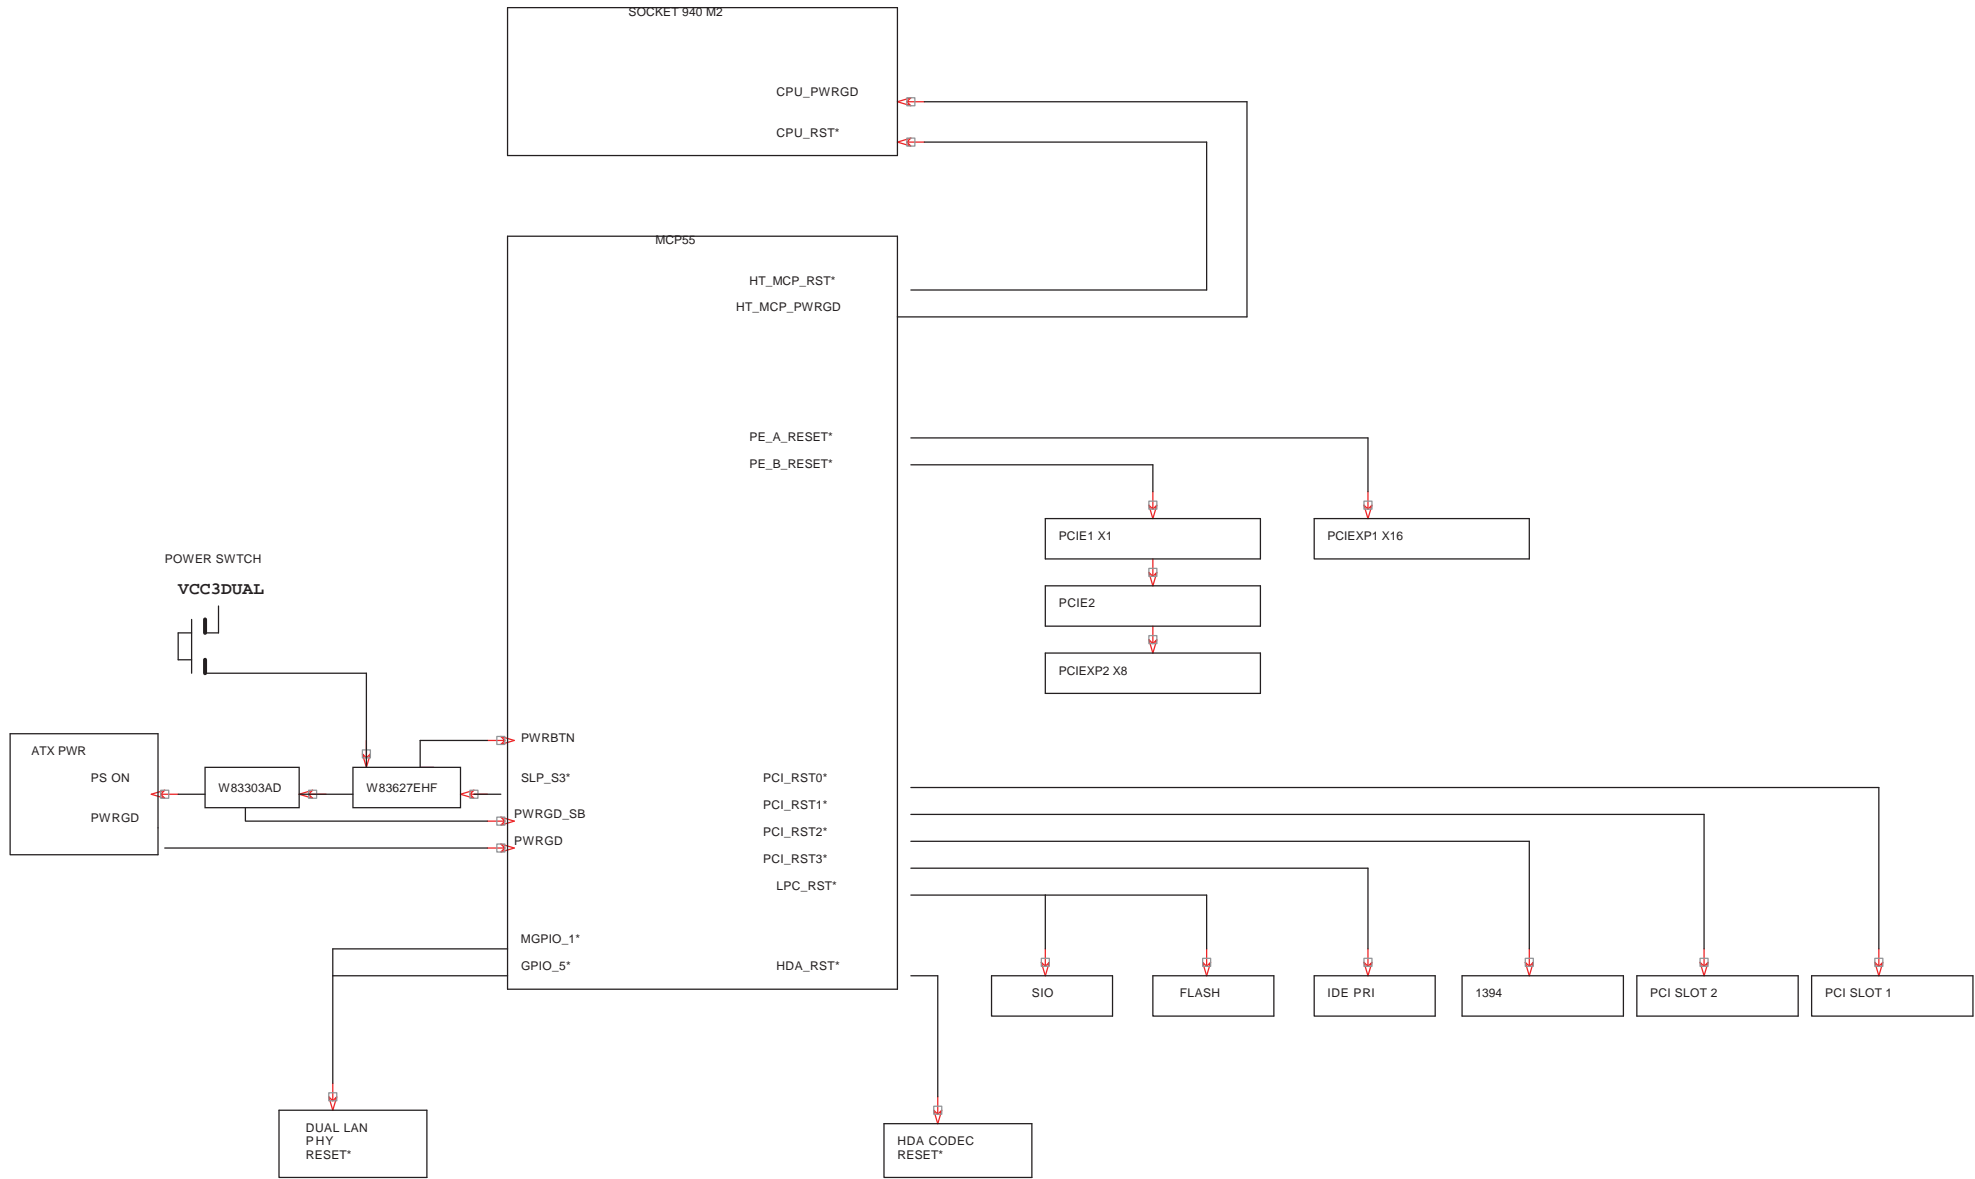 SOCKET 940 M2
CPU_PWRGD
CPU_RST*
MCP55
HT_MCP_RST*
HT_MCP_PWRGD
PE_A_RESET*
PE_B_RESET*
PCIE1 X1
PCIEXP1 X16
PCIE2
PCIEXP2 X8
POWER SWTCH
VCC3DUAL
ATX PWR
PS ON
PWRGD
W83303AD
W83627EHF
PWRBTN
SLP_S3*
PWRGD_SB
PWRGD
PCI_RST0*
PCI_RST1*
PCI_RST2*
PCI_RST3*
LPC_RST*
MGPIO_1*
GPIO_5*
HDA_RST*
SIO
FLASH
IDE PRI
1394
PCI SLOT 2
PCI SLOT 1
DUAL LAN
PHY
RESET*
HDA CODEC
RESET*